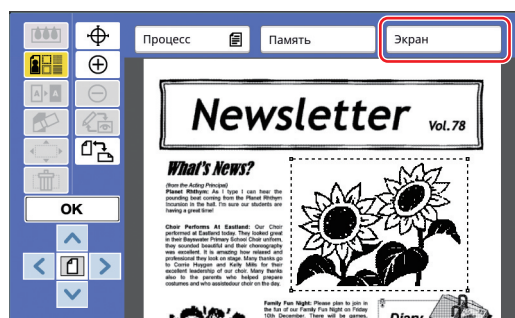 Процесс
Память
Экран
A
A
OK
Newsletter
Vol.78
What's News?
(from the Acting Principal)
Planet Rhthym: As I type I can hear the
pounding beat coming from the Planet Rhthym
incursion in the hall. I'm sure our students are
having a great time!
Choir Performs At Eastland: Our Choir
performed at Eastland today. They looked great
in their Bayswater Primary School Choir uniform,
they sounded beautiful and their choreography
was excellent. It is amazing how relaxed and
professional they look on stage. Many thanks go
to Corrie Huygen and Kelly Mills for their
excellent leadership of our choir. Many thanks
also to the parents who helped prepare
costumes and who assistedour choir on the day.
Family Fun Night: Please plan to join in
the fun of our Family Fun Night on Friday
10th December. There will be games,
Diary